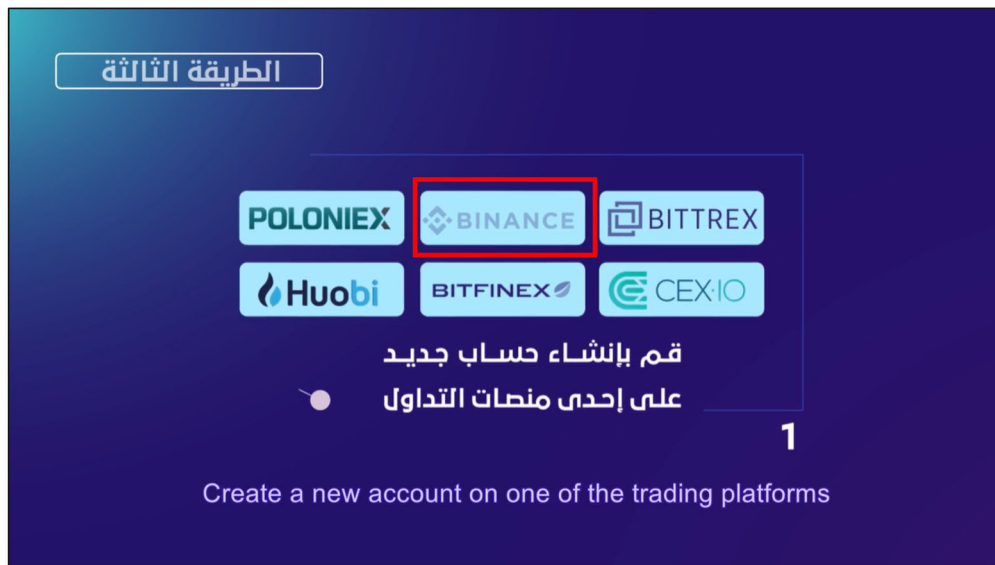 الطريقة الثالثة
POLONIEX
BINANCE
BITTREX
Huobi
BITFINEX
CEX·IO
قم بإنشاء حساب جديد
على إحدى منصات التداول
1
Create a new account on one of the trading platforms